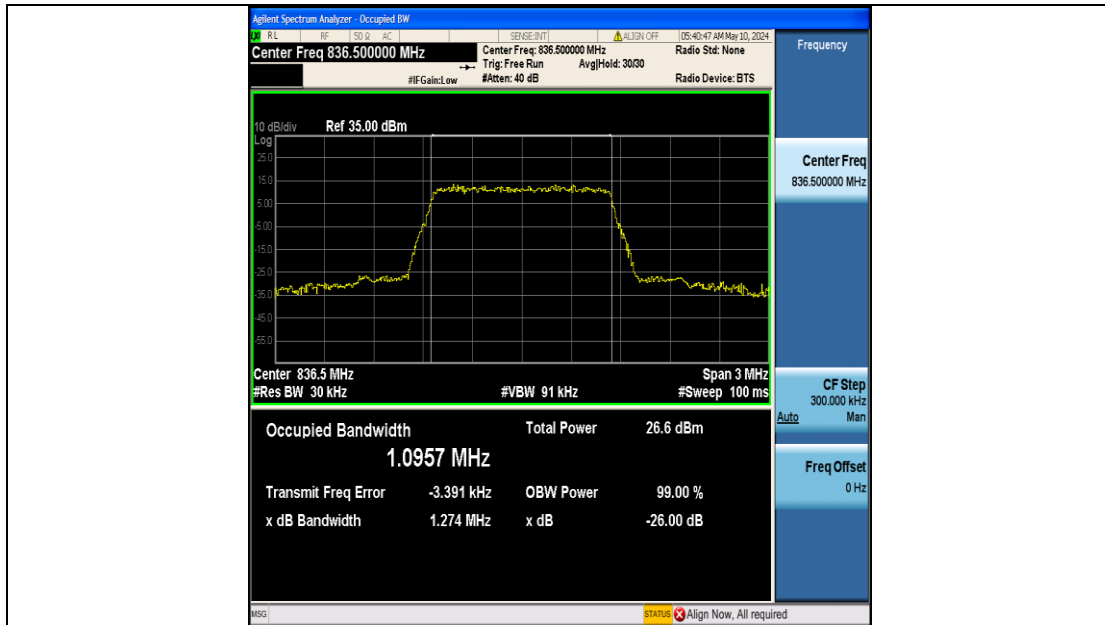 Agilent Spectrum Analyzer - Occupied BW
RL RF 50 Ω AC SENSE:INT ALIGN OFF 05:40:47 AM May 10, 2024
Center Freq 836.500000 MHz
Center Freq: 836.500000 MHz Radio Std: None
Trig: Free Run Avg|Hold: 30/30
#IFGain:Low #Atten: 40 dB Radio Device: BTS
Frequency
10 dB/div Ref 35.00 dBm
Log
25.0
15.0
5.00
-5.00
-15.0
-25.0
-35.0
-45.0
-55.0
Center 836.5 MHz Span 3 MHz
#Res BW 30 kHz #VBW 91 kHz #Sweep 100 ms
Occupied Bandwidth Total Power 26.6 dBm
1.0957 MHz
Transmit Freq Error -3.391 kHz OBW Power 99.00 %
x dB Bandwidth 1.274 MHz x dB -26.00 dB
Center Freq
836.500000 MHz
CF Step
300.000 kHz
Auto Man
Freq Offset
0 Hz
MSG STATUS Align Now, All required